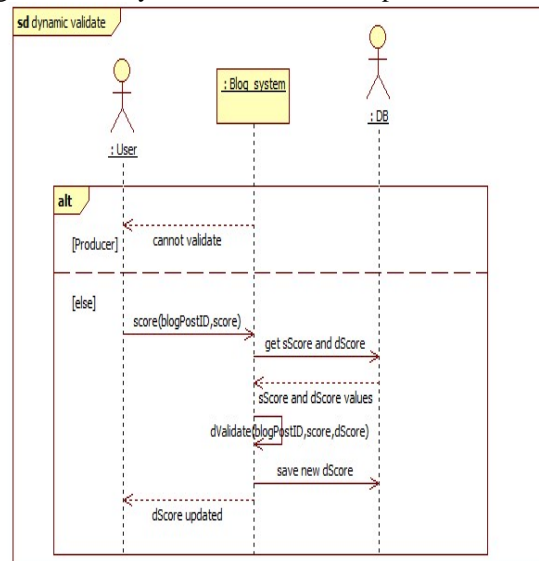 sd dynamic validate
: Blog_system
: DB
: User
alt
[Producer]
cannot validate
[else]
score(blogPostID,score)
get sScore and dScore
sScore and dScore values
dValidate(blogPostID,score,dScore)
save new dScore
dScore updated